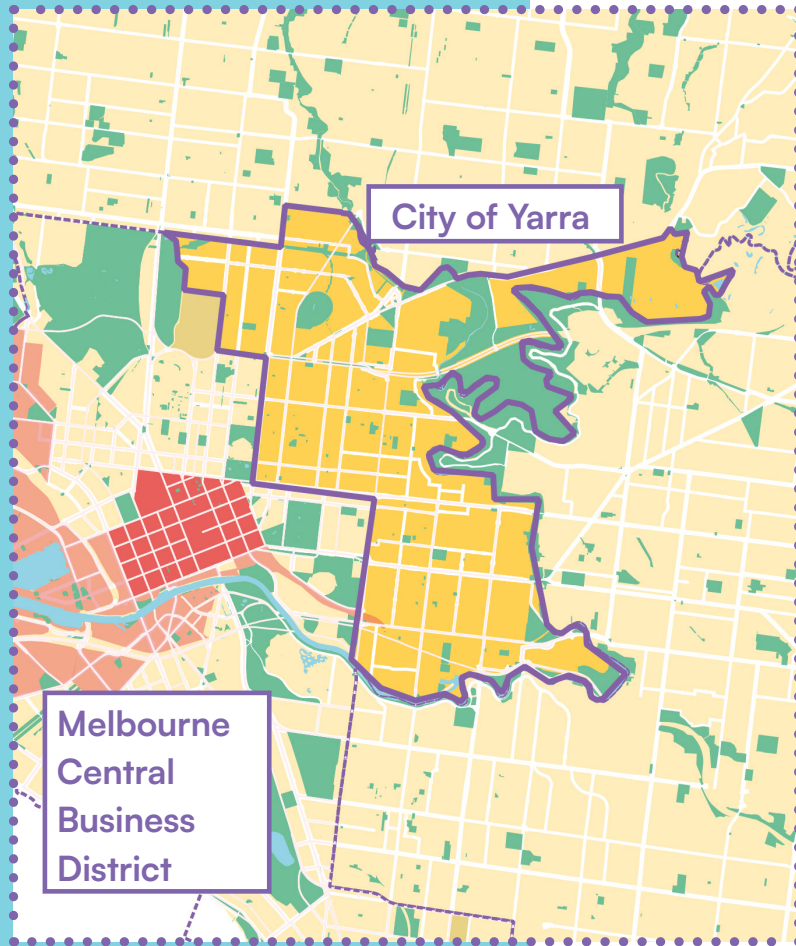 City of Yarra
Melbourne
Central
Business
District